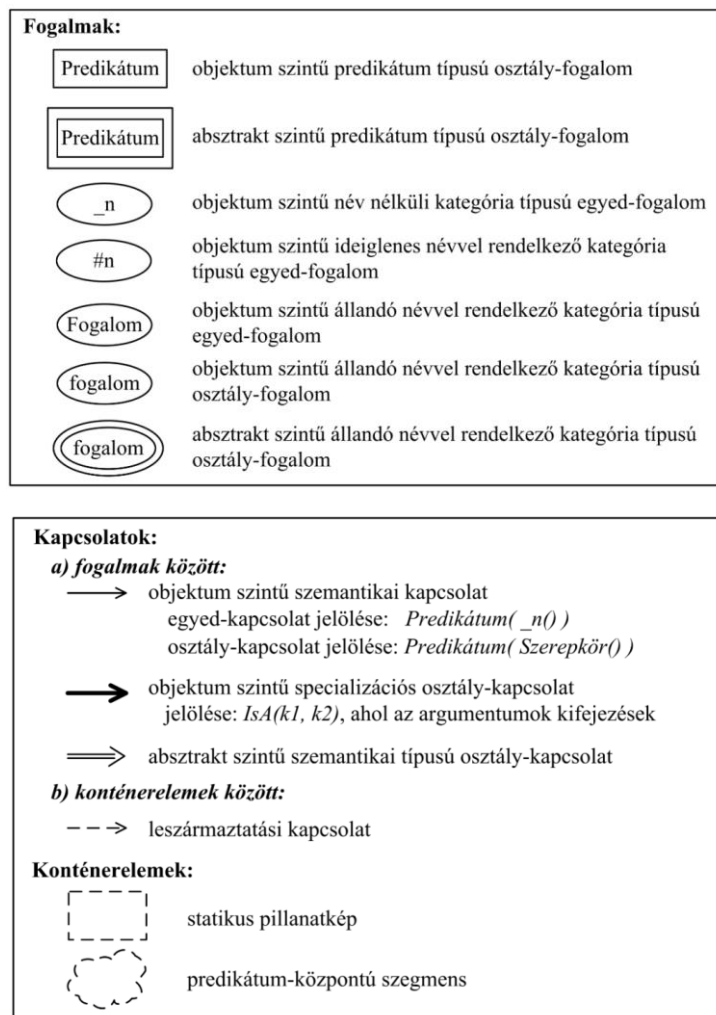 Fogalmak:
Predikátum objektum szintű predikátum típusú osztály-fogalom
Predikátum absztrakt szintű predikátum típusú osztály-fogalom
_n objektum szintű név nélküli kategória típusú egyed-fogalom
#n objektum szintű ideiglenes névvel rendelkező kategória
típusú egyed-fogalom
Fogalom objektum szintű állandó névvel rendelkező kategória típusú
egyed-fogalom
fogalom objektum szintű állandó névvel rendelkező kategória típusú
osztály-fogalom
fogalom absztrakt szintű állandó névvel rendelkező kategória típusú
osztály-fogalom
Kapcsolatok:
a) fogalmak között:
objektum szintű szemantikai kapcsolat
egyed-kapcsolat jelölése: Predikátum( _n() )
osztály-kapcsolat jelölése: Predikátum( Szerepkör() )
objektum szintű specializációs osztály-kapcsolat
jelölése: IsA(k1, k2), ahol az argumentumok kifejezések
absztrakt szintű szemantikai típusú osztály-kapcsolat
b) konténerelemek között:
leszármaztatási kapcsolat
Konténerelemek:
statikus pillanatkép
predikátum-központú szegmens